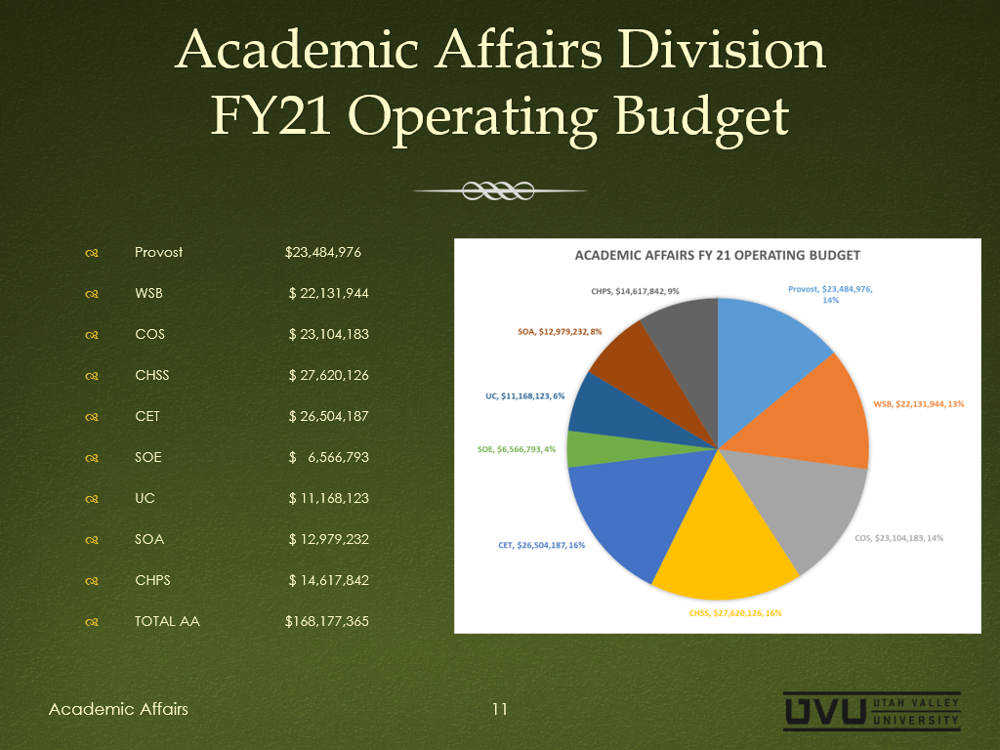 Academic Affairs Division
FY21 Operating Budget
Provost $23,484,976
WSB $ 22,131,944
COS $ 23,104,183
CHSS $ 27,620,126
CET $ 26,504,187
SOE $ 6,566,793
UC $ 11,168,123
SOA $ 12,979,232
CHPS $ 14,617,842
TOTAL AA $168,177,365
ACADEMIC AFFAIRS FY 21 OPERATING BUDGET
CHPS, $14,617,842, 9%
Provost, $23,484,976,
14%
SOA, $12,979,232, 8%
UC, $11,168,123, 6%
WSB, $22,131,944, 13%
SOE, $6,566,793, 4%
COS, $23,104,183, 14%
CET, $26,504,187, 16%
CHSS, $27,620,126, 16%
Academic Affairs
11
UVU UTAH VALLEY
UNIVERSITY